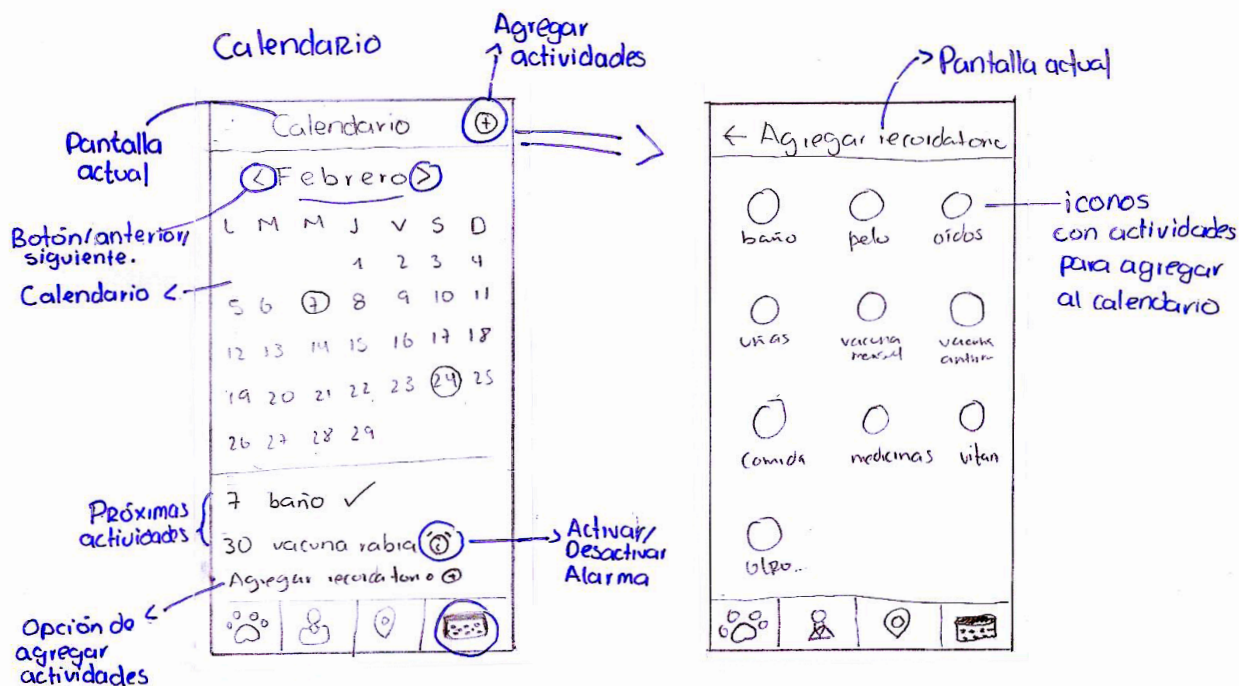 Calendario
Agregar
actividades
Pantalla
actual
Calendario
< Febrero >
Botón/anterior/
siguiente.
Calendario
L M M J V S D
1 2 3 4
5 6 7 8 9 10 11
12 13 14 15 16 17 18
19 20 21 22 23 24 25
26 27 28 29
Próximas
actividades
7 baño ✓
30 vacuna rabia
Activar/
Desactivar
Alarma
Agregar recordatorio
Opción de
agregar
actividades
Pantalla actual
← Agregar recordatorio
baño pelo oídos
iconos
con actividades
para agregar
al calendario
uñas vacuna vacuna
comida medicinas vitan